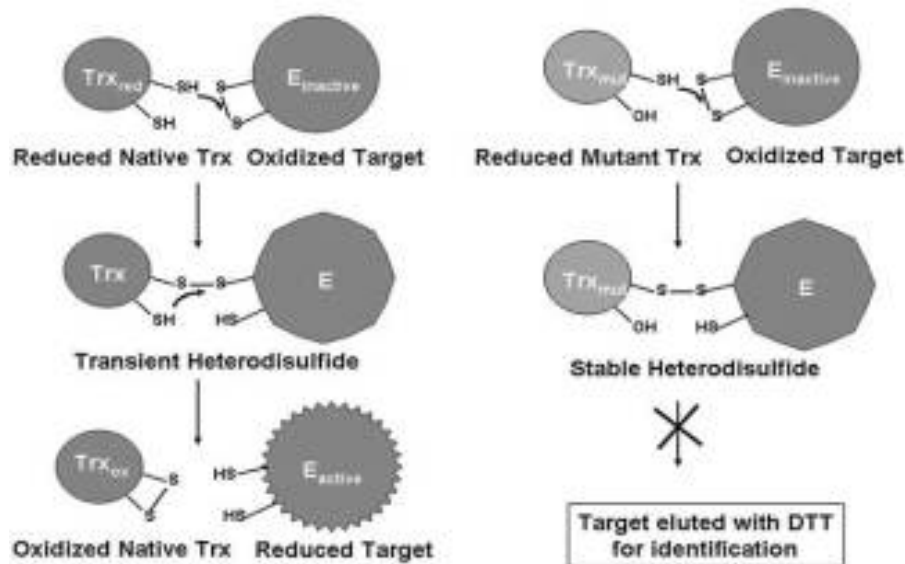 Trx red SH S E inactive
SH S
Reduced Native Trx Oxidized Target
Trx S S E
SH HS
Transient Heterodisulfide
Trx ox S S HS HS E active
Oxidized Native Trx Reduced Target
Trx mut SH S E inactive
OH S
Reduced Mutant Trx Oxidized Target
Trx mut S S E
OH HS
Stable Heterodisulfide
Target eluted with DTT
for identification